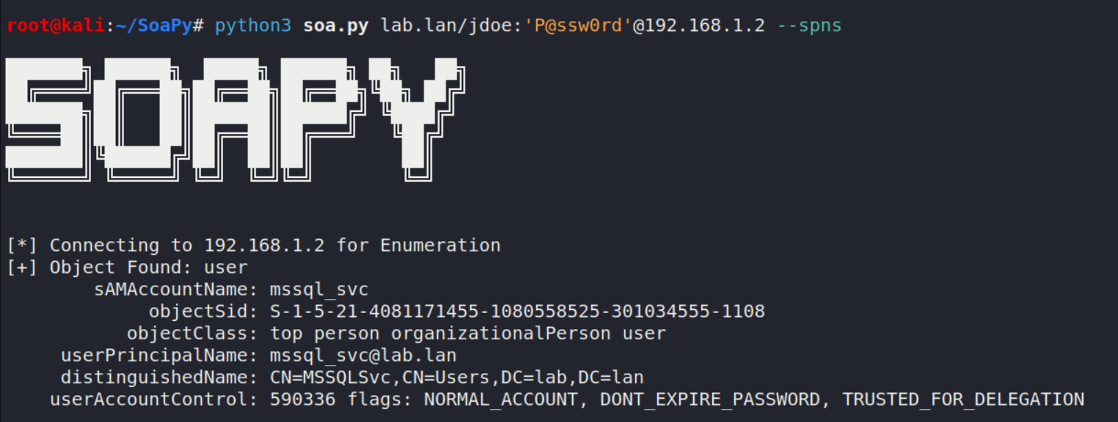 root@kali:~/SoaPy# python3 soa.py lab.lan/jdoe:'P@ssw0rd'@192.168.1.2 --spns
SOAPY
[*] Connecting to 192.168.1.2 for Enumeration
[+] Object Found: user
sAMAccountName: mssql_svc
objectSid: S-1-5-21-4081171455-1080558525-301034555-1108
objectClass: top person organizationalPerson user
userPrincipalName: mssql_svc@lab.lan
distinguishedName: CN=MSSQLSvc,CN=Users,DC=lab,DC=lan
userAccountControl: 590336 flags: NORMAL_ACCOUNT, DONT_EXPIRE_PASSWORD, TRUSTED_FOR_DELEGATION